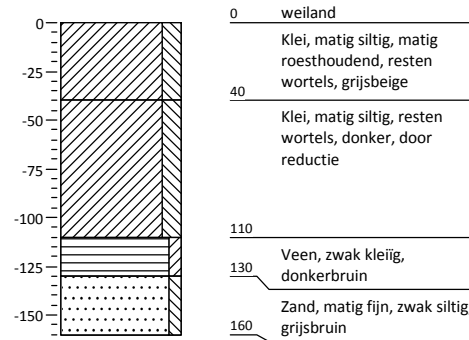 0
-25
-50
-75
-100
-125
-150
0 weiland
Klei, matig siltig, matig
roesthoudend, resten
wortels, grijsbeige
40
Klei, matig siltig, resten
wortels, donker, door
reductie
110
Veen, zwak kleiïg,
130 donkerbruin
Zand, matig fijn, zwak siltig
160 grijsbruin